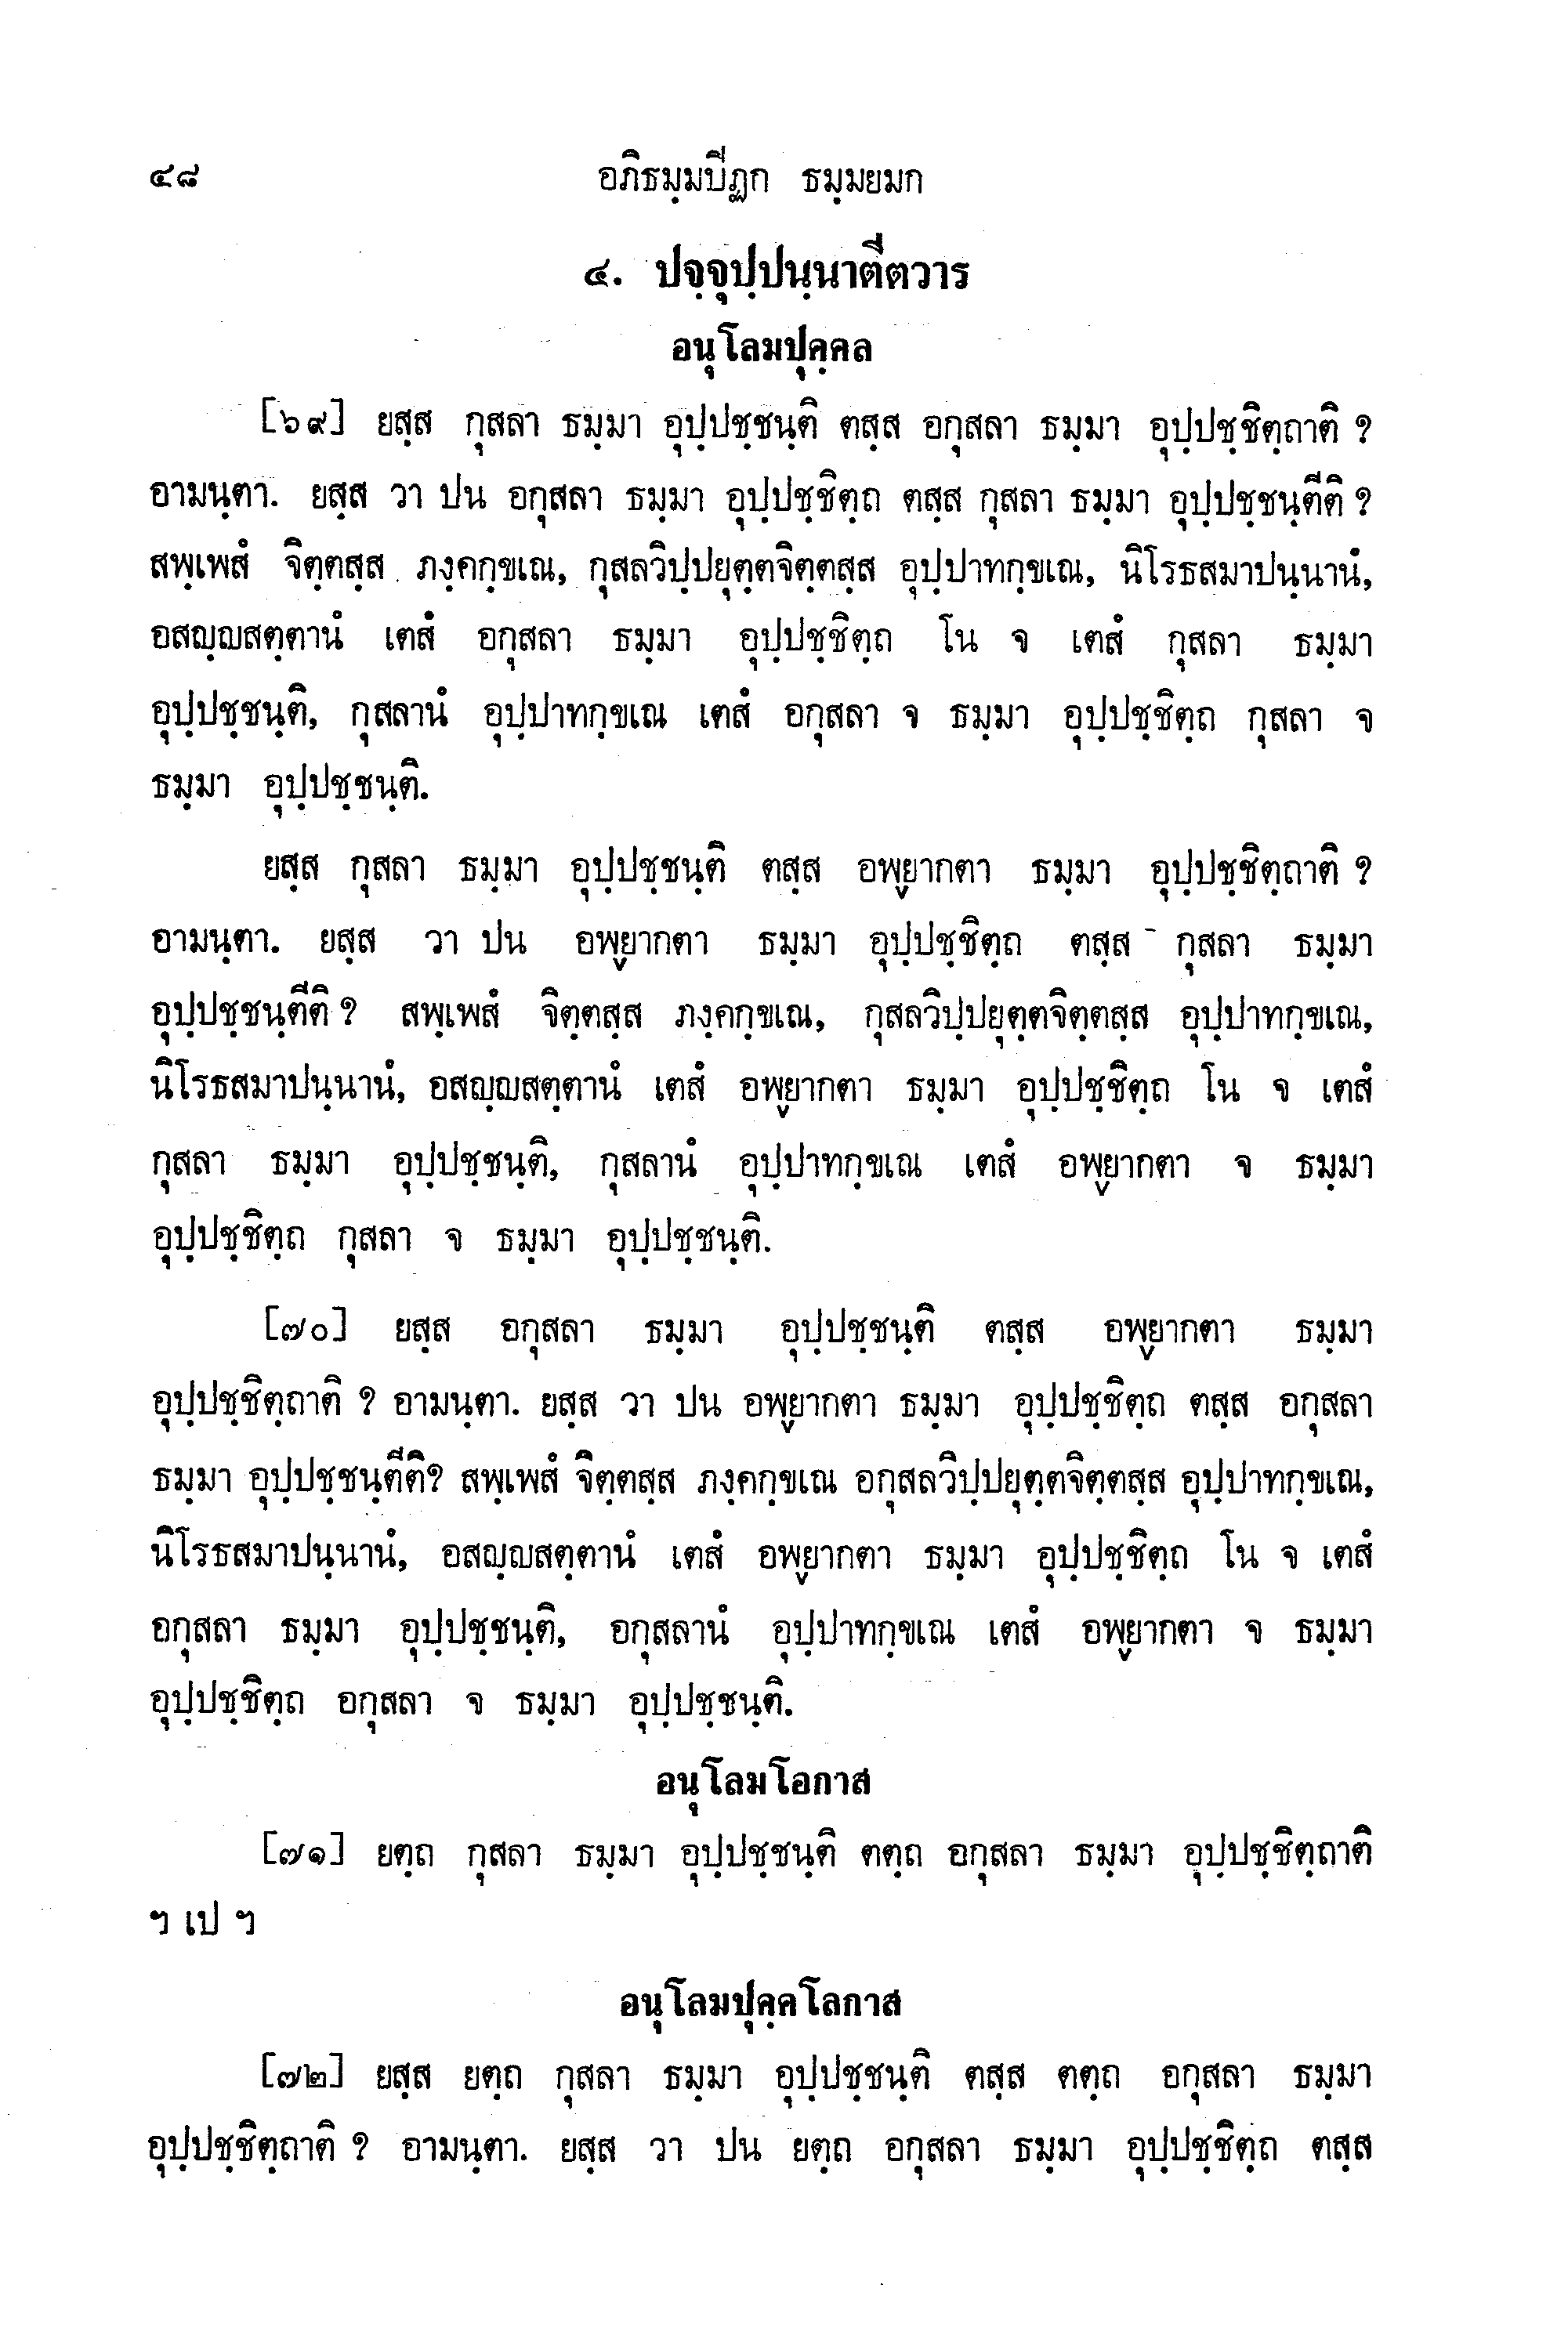 ๔๘ อภิธมฺมปีฏก ธมฺมยมก
๔. ปจฺจุปฺปนฺนาตีตวาร
อนุโลมปุคฺคล
[๖๙] ยสฺส กุสลา ธมฺมา อุปฺปชฺชนฺติ ตสฺส อกุสลา ธมฺมา อุปฺปชฺชิตฺถาติ ?
อามนฺตา. ยสฺส วา ปน อกุสลา ธมฺมา อุปฺปชฺชิตฺถ ตสฺส กุสลา ธมฺมา อุปฺปชฺชนฺตีติ ?
สพฺเพสํ จิตฺตสฺส ภงฺคกฺขเณ, กุสลวิปฺปยุตฺตจิตฺตสฺส อุปฺปาทกฺขเณ, นิโรธสมาปนฺนานํ,
อสญฺญสตฺตานํ เตสํ อกุสลา ธมฺมา อุปฺปชฺชิตฺถ โน จ เตสํ กุสลา ธมฺมา
อุปฺปชฺชนฺติ, กุสลานํ อุปฺปาทกฺขเณ เตสํ อกุสลา จ ธมฺมา อุปฺปชฺชิตฺถ กุสลา จ
ธมฺมา อุปฺปชฺชนฺติ.
ยสฺส กุสลา ธมฺมา อุปฺปชฺชนฺติ ตสฺส อพฺยากตา ธมฺมา อุปฺปชฺชิตฺถาติ ?
อามนฺตา. ยสฺส วา ปน อพฺยากตา ธมฺมา อุปฺปชฺชิตฺถ ตสฺส กุสลา ธมฺมา
อุปฺปชฺชนฺตีติ ? สพฺเพสํ จิตฺตสฺส ภงฺคกฺขเณ, กุสลวิปฺปยุตฺตจิตฺตสฺส อุปฺปาทกฺขเณ,
นิโรธสมาปนฺนานํ, อสญฺญสตฺตานํ เตสํ อพฺยากตา ธมฺมา อุปฺปชฺชิตฺถ โน จ เตสํ
กุสลา ธมฺมา อุปฺปชฺชนฺติ, กุสลานํ อุปฺปาทกฺขเณ เตสํ อพฺยากตา จ ธมฺมา
อุปฺปชฺชิตฺถ กุสลา จ ธมฺมา อุปฺปชฺชนฺติ.
[๗๐] ยสฺส อกุสลา ธมฺมา อุปฺปชฺชนฺติ ตสฺส อพฺยากตา ธมฺมา
อุปฺปชฺชิตฺถาติ ? อามนฺตา. ยสฺส วา ปน อพฺยากตา ธมฺมา อุปฺปชฺชิตฺถ ตสฺส อกุสลา
ธมฺมา อุปฺปชฺชนฺตีติ? สพฺเพสํ จิตฺตสฺส ภงฺคกฺขเณ อกุสลวิปฺปยุตฺตจิตฺตสฺส อุปฺปาทกฺขเณ,
นิโรธสมาปนฺนานํ, อสญฺญสตฺตานํ เตสํ อพฺยากตา ธมฺมา อุปฺปชฺชิตฺถ โน จ เตสํ
อกุสลา ธมฺมา อุปฺปชฺชนฺติ, อกุสลานํ อุปฺปาทกฺขเณ เตสํ อพฺยากตา จ ธมฺมา
อุปฺปชฺชิตฺถ อกุสลา จ ธมฺมา อุปฺปชฺชนฺติ.
อนุโลมโอกาส
[๗๑] ยตฺถ กุสลา ธมฺมา อุปฺปชฺชนฺติ ตตฺถ อกุสลา ธมฺมา อุปฺปชฺชิตฺถาติ
ฯ เป ฯ
อนุโลมปุคฺคโลกาส
[๗๒] ยสฺส ยตฺถ กุสลา ธมฺมา อุปฺปชฺชนฺติ ตสฺส ตตฺถ อกุสลา ธมฺมา
อุปฺปชฺชิตฺถาติ ? อามนฺตา. ยสฺส วา ปน ยตฺถ อกุสลา ธมฺมา อุปฺปชฺชิตฺถ ตสฺส